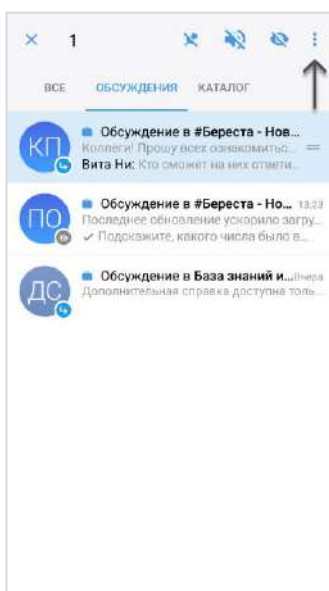 1
ВСЕ ОБСУЖДЕНИЯ КАТАЛОГ
КП
Обсуждение в #Береста - Нов...
Коллеги! Прошу всех ознакомитьс...
Вита Ни: Кто сможет на них ответи...
ПО
Обсуждение в #Береста - Но... 13:23
Последнее обновление ускорило загру...
Подскажите, какого числа было в...
ДС
Обсуждение в База знаний и... Вчера
Дополнительная справка доступна толь...